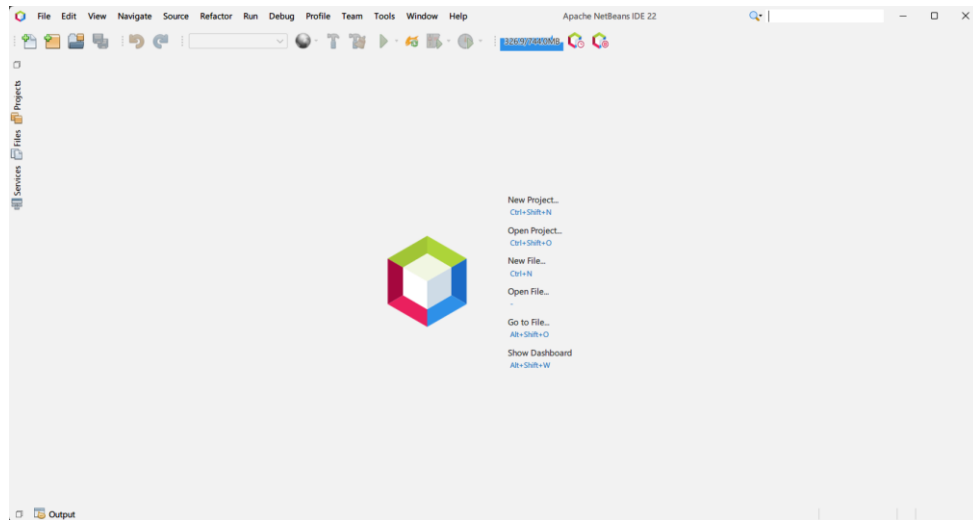 File Edit View Navigate Source Refactor Run Debug Profile Team Tools Window Help Apache NetBeans IDE 22
Projects
Files
Services
New Project...
Ctrl+Shift+N
Open Project...
Ctrl+Shift+O
New File...
Ctrl+N
Open File...
-
Go to File...
Alt+Shift+O
Show Dashboard
Alt+Shift+W
Output